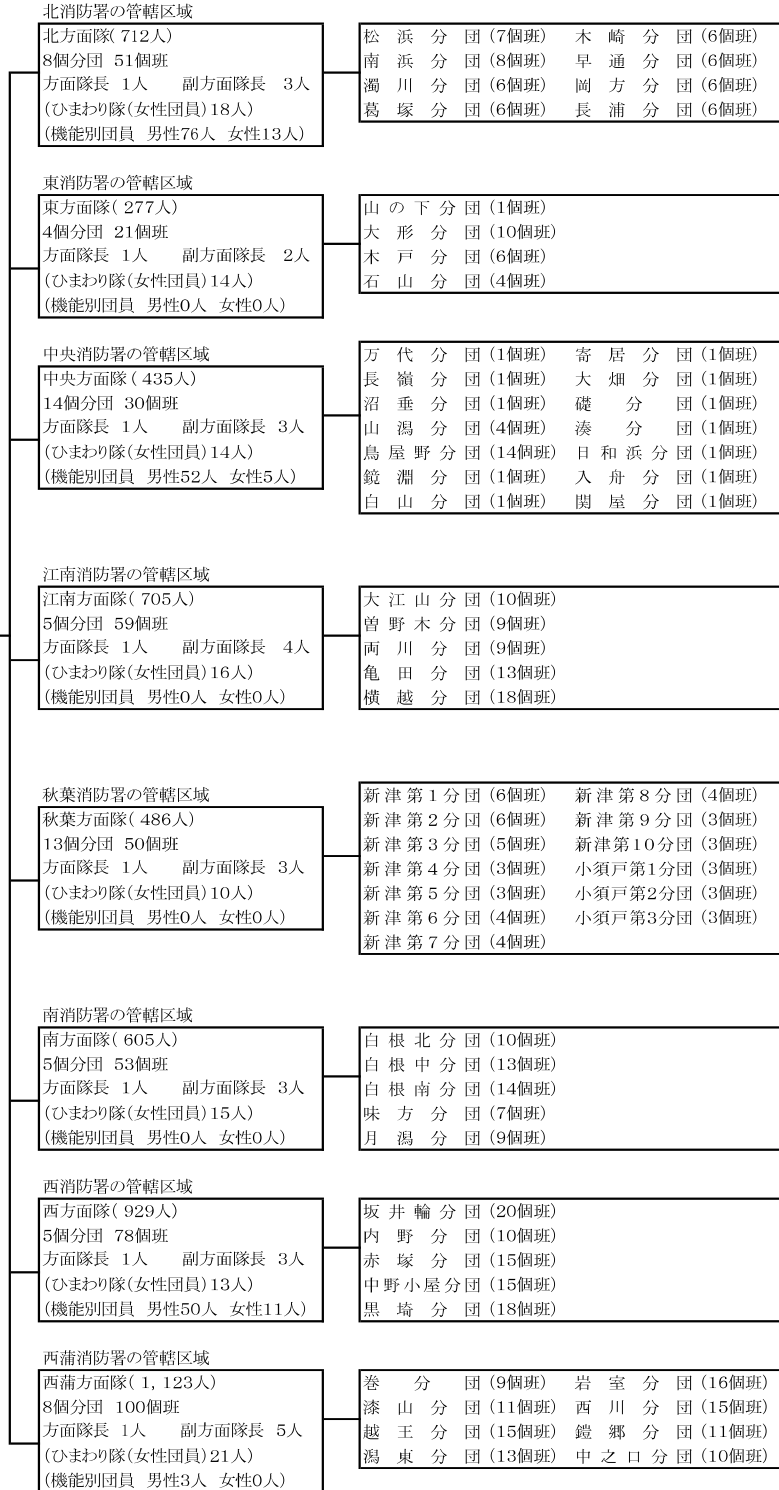 北消防署の管轄区域
北方面隊( 712人)
8個分団 51個班
方面隊長 1人 副方面隊長 3人
(ひまわり隊(女性団員)18人)
(機能別団員 男性76人 女性13人)
松浜分団 (7個班) 木崎分団 (6個班)
南浜分団 (8個班) 早通分団 (6個班)
濁川分団 (6個班) 岡方分団 (6個班)
葛塚分団 (6個班) 長浦分団 (6個班)
東消防署の管轄区域
東方面隊( 277人)
4個分団 21個班
方面隊長 1人 副方面隊長 2人
(ひまわり隊(女性団員)14人)
(機能別団員 男性0人 女性0人)
山の下分団 (1個班)
大形分団 (10個班)
木戸分団 (6個班)
石山分団 (4個班)
中央消防署の管轄区域
中央方面隊( 435人)
14個分団 30個班
方面隊長 1人 副方面隊長 3人
(ひまわり隊(女性団員)14人)
(機能別団員 男性52人 女性5人)
万代分団 (1個班) 寄居分団 (1個班)
長嶺分団 (1個班) 大畑分団 (1個班)
沼垂分団 (1個班) 礎分団 (1個班)
山潟分団 (4個班) 湊分団 (1個班)
鳥屋野分団 (14個班) 日和浜分団 (1個班)
鏡淵分団 (1個班) 入舟分団 (1個班)
白山分団 (1個班) 関屋分団 (1個班)
江南消防署の管轄区域
江南方面隊( 705人)
5個分団 59個班
方面隊長 1人 副方面隊長 4人
(ひまわり隊(女性団員)16人)
(機能別団員 男性0人 女性0人)
大江山分団 (10個班)
曽野木分団 (9個班)
両川分団 (9個班)
亀田分団 (13個班)
横越分団 (18個班)
秋葉消防署の管轄区域
秋葉方面隊( 486人)
13個分団 50個班
方面隊長 1人 副方面隊長 3人
(ひまわり隊(女性団員)10人)
(機能別団員 男性0人 女性0人)
新津第1分団 (6個班) 新津第8分団 (4個班)
新津第2分団 (6個班) 新津第9分団 (3個班)
新津第3分団 (5個班) 新津第10分団 (3個班)
新津第4分団 (3個班) 小須戸第1分団 (3個班)
新津第5分団 (3個班) 小須戸第2分団 (3個班)
新津第6分団 (4個班) 小須戸第3分団 (3個班)
新津第7分団 (4個班)
南消防署の管轄区域
南方面隊( 605人)
5個分団 53個班
方面隊長 1人 副方面隊長 3人
(ひまわり隊(女性団員)15人)
(機能別団員 男性0人 女性0人)
白根北分団 (10個班)
白根中分団 (13個班)
白根南分団 (14個班)
味方分団 (7個班)
月潟分団 (9個班)
西消防署の管轄区域
西方面隊( 929人)
5個分団 78個班
方面隊長 1人 副方面隊長 3人
(ひまわり隊(女性団員)13人)
(機能別団員 男性50人 女性11人)
坂井輪分団 (20個班)
内野分団 (10個班)
赤塚分団 (15個班)
中野小屋分団 (15個班)
黒埼分団 (18個班)
西蒲消防署の管轄区域
西蒲方面隊( 1, 123人)
8個分団 100個班
方面隊長 1人 副方面隊長 5人
(ひまわり隊(女性団員)21人)
(機能別団員 男性3人 女性0人)
巻分団 (9個班) 岩室分団 (16個班)
漆山分団 (11個班) 西川分団 (15個班)
越王分団 (15個班) 鎧郷分団 (11個班)
潟東分団 (13個班) 中之口分団 (10個班)